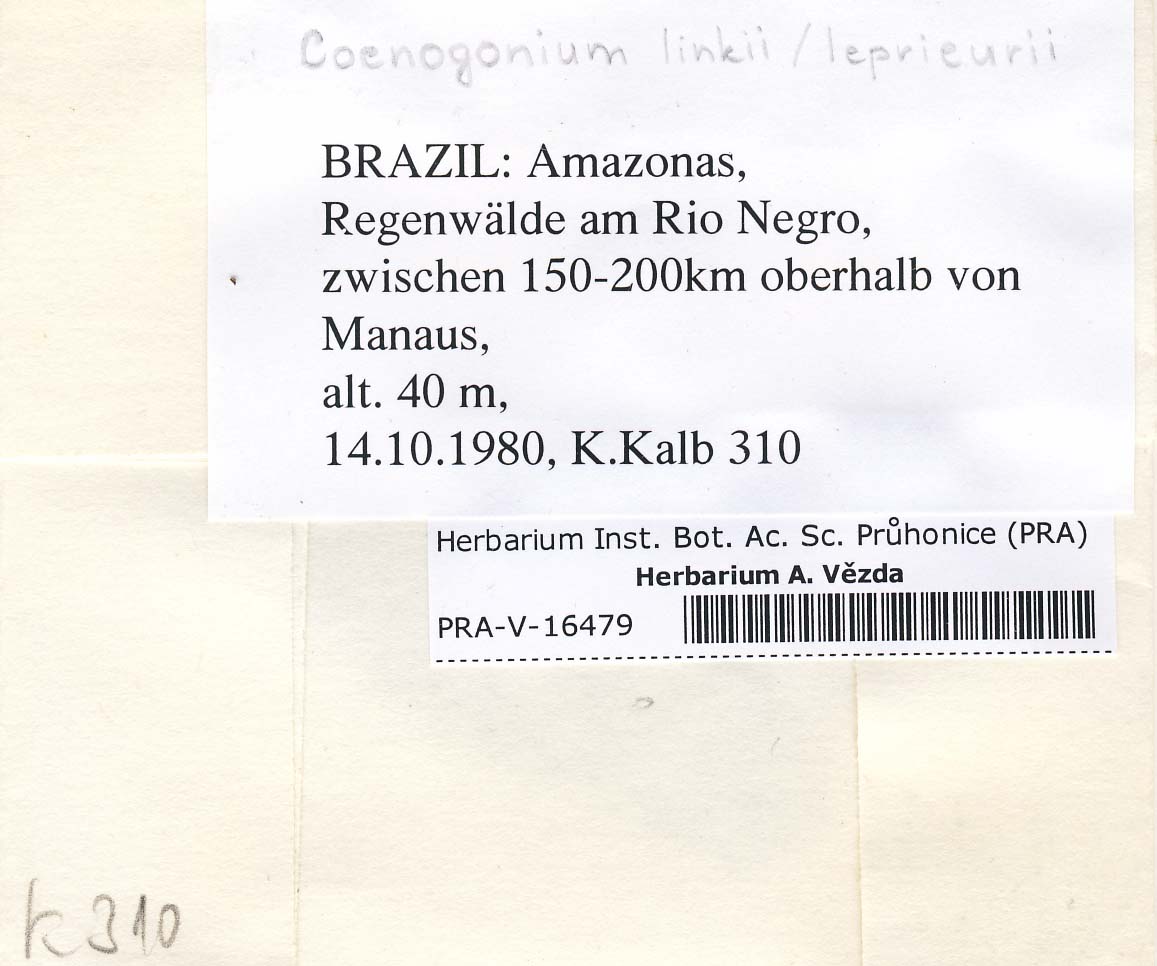 Coenogonium linkii / leprieurii
BRAZIL: Amazonas,
Regenwälde am Rio Negro,
zwischen 150-200km oberhalb von
Manaus,
alt. 40 m,
14.10.1980, K.Kalb 310
Herbarium Inst. Bot. Ac. Sc. Průhonice (PRA)
Herbarium A. Vězda
PRA-V-16479
k 310